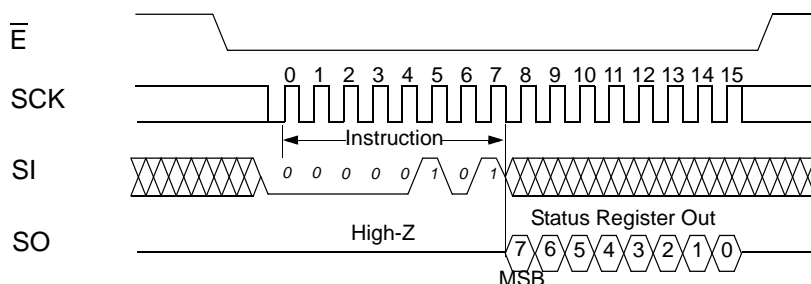 E
SCK
0 1 2 3 4 5 6 7 8 9 10 11 12 13 14 15
Instruction
SI
0 0 0 0 0 1 0 1
SO
High-Z
Status Register Out
7 6 5 4 3 2 1 0
MSB